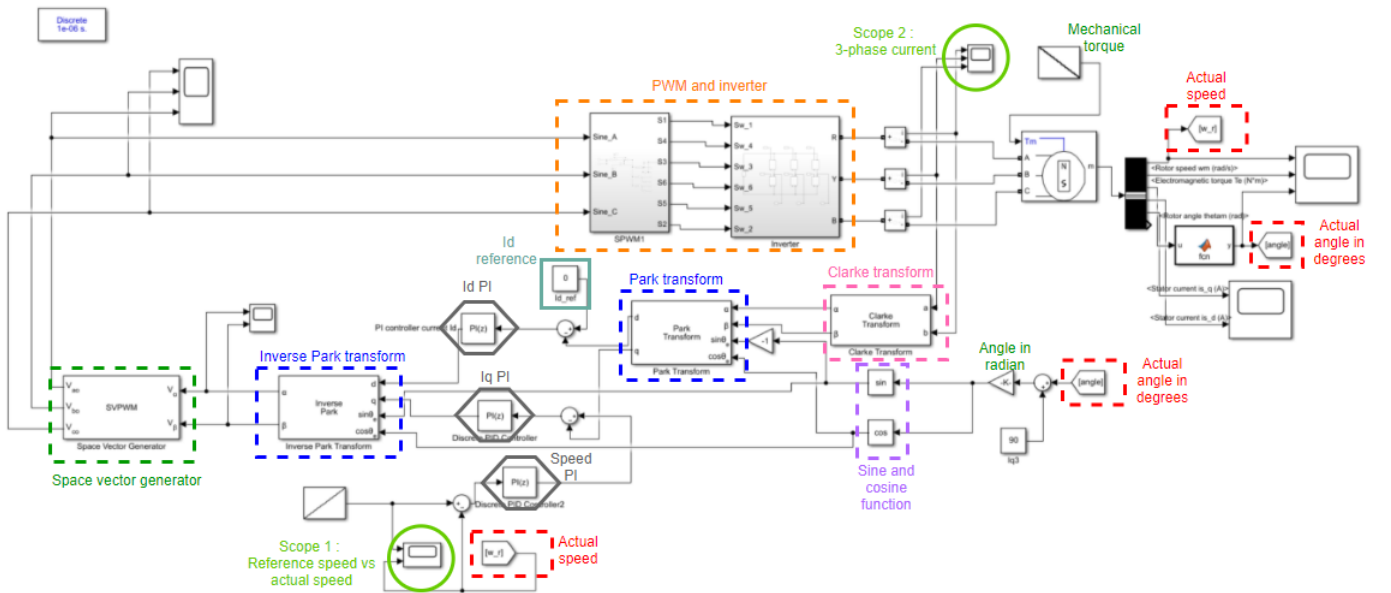 Discrete
1e-06 s.
Scope 2 :
3-phase current
Mechanical
torque
Actual
speed
PWM and inverter
[w_r]
Sine_A
Sine_B
Sine_C
S1
S4
S3
S6
S5
S2
SPWM1
Sw_1
Sw_4
Sw_3
Sw_6
Sw_5
Sw_2
R
Y
B
Inverter
Tm
A
B
C
N
S
m
<Rotor speed wm (rad/s)>
<Electromagnetic torque Te (N*m)>
<Rotor angle thetam (rad)>
u
y
fcn
[angle]
Actual
angle in
degrees
<Stator current is_q (A)>
<Stator current is_d (A)>
Id
reference
0
Id_ref
Id PI
PI(z)
PI controller current Id
Park transform
d
q
Park
Transform
α
β
sinθ
cosθ
Park Transform
-1
Clarke transform
α
β
Clarke
Transform
a
b
Clarke Transform
Angle in
radian
-K-
[angle]
Actual
angle in
degrees
90
Iq3
sin
cos
Sine and
cosine
function
Inverse Park transform
α
β
Inverse
Park
d
q
sinθ
cosθ
Inverse Park Transform
Iq PI
PI(z)
Discrete PID Controller
Speed
PI
PI(z)
Discrete PID Controller2
SVPWM
Space Vector Generator
Space vector generator
Scope 1 :
Reference speed vs
actual speed
[w_r]
Actual
speed